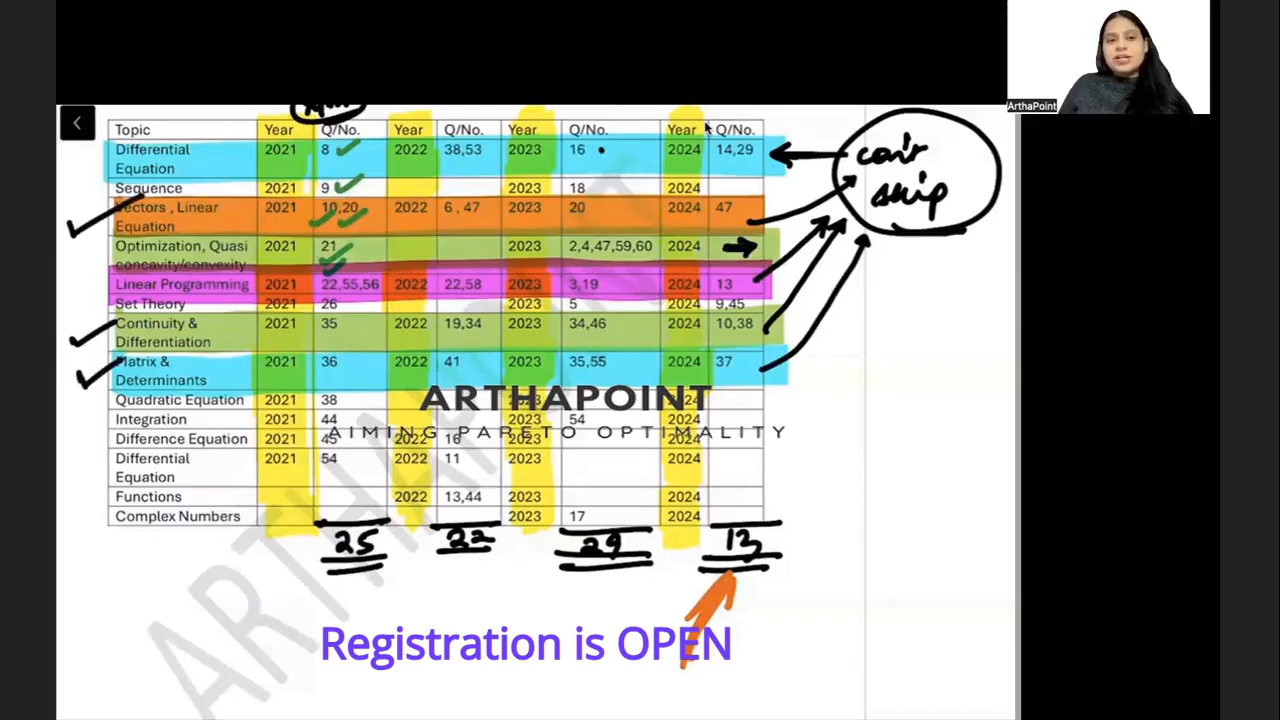 ArthaPoint
Topic Year Q/No. Year Q/No. Year Q/No. Year Q/No.
Differential Equation 2021 8 2022 38,53 2023 16 2024 14,29
Sequence 2021 9 2023 18 2024
Vectors , Linear Equation 2021 10,20 2022 6 , 47 2023 20 2024 47
Optimization, Quasi concavity/convexity 2021 21 2023 2,4,47,59,60 2024
Linear Programming 2021 22,55,56 2022 22,58 2023 3,19 2024 13
Set Theory 2021 26 2023 5 2024 9,45
Continuity & Differentiation 2021 35 2022 19,34 2023 34,46 2024 10,38
Matrix & Determinants 2021 36 2022 41 2023 35,55 2024 37
Quadratic Equation 2021 38 2023 2024
Integration 2021 44 2023 54 2024
Difference Equation 2021 45 2022 16 2023 2024
Differential Equation 2021 54 2022 11 2023 2024
Functions 2022 13,44 2023 2024
Complex Numbers 2023 17 2024
25 22 29 13
can't
skip
ARTHAPOINT
AIMING PARETO OPTIMALITY
ARTHAPOINT
Registration is OPEN